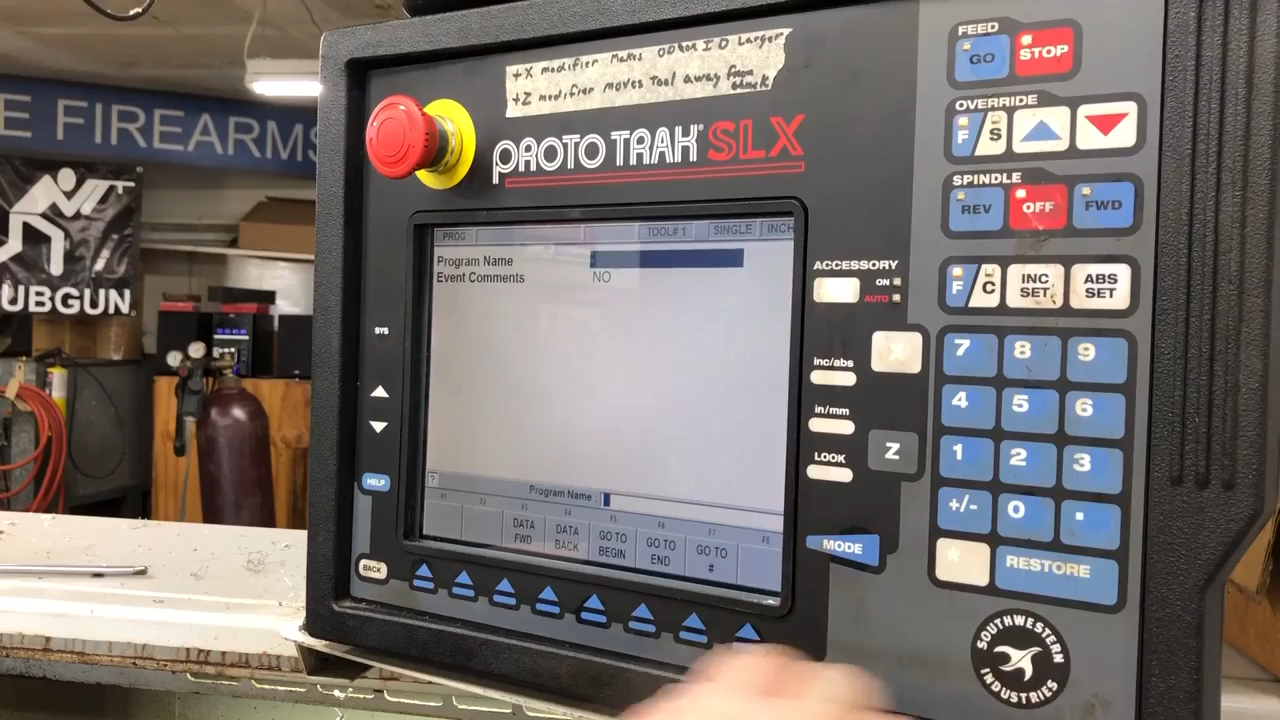 +X modifier Makes OD or ID Larger
+Z modifier moves Tool away from chuck
PROTO TRAK SLX
E FIREARMS
UBGUN
FEED
GO
STOP
OVERRIDE
F/S
SPINDLE
REV
OFF
FWD
F/C
INC SET
ABS SET
ACCESSORY
ON
AUTO
X
inc/abs
in/mm
LOOK
Z
MODE
7
8
9
4
5
6
1
2
3
+/-
0
.
*
RESTORE
SYS
HELP
BACK
PROG
TOOL# 1
SINGLE
INCH
Program Name
Event Comments
NO
?
Program Name :
F1
F2
F3
F4
F5
F6
F7
F8
DATA FWD
DATA BACK
GO TO BEGIN
GO TO END
GO TO #
SOUTHWESTERN INDUSTRIES